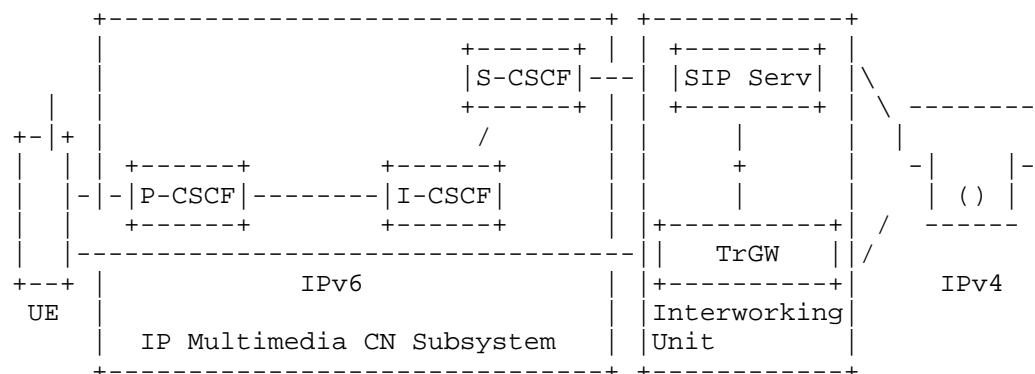 S-CSCF SIP Serv
P-CSCF I-CSCF ()
TrGW
IPv6 IPv4
UE Interworking
IP Multimedia CN Subsystem Unit